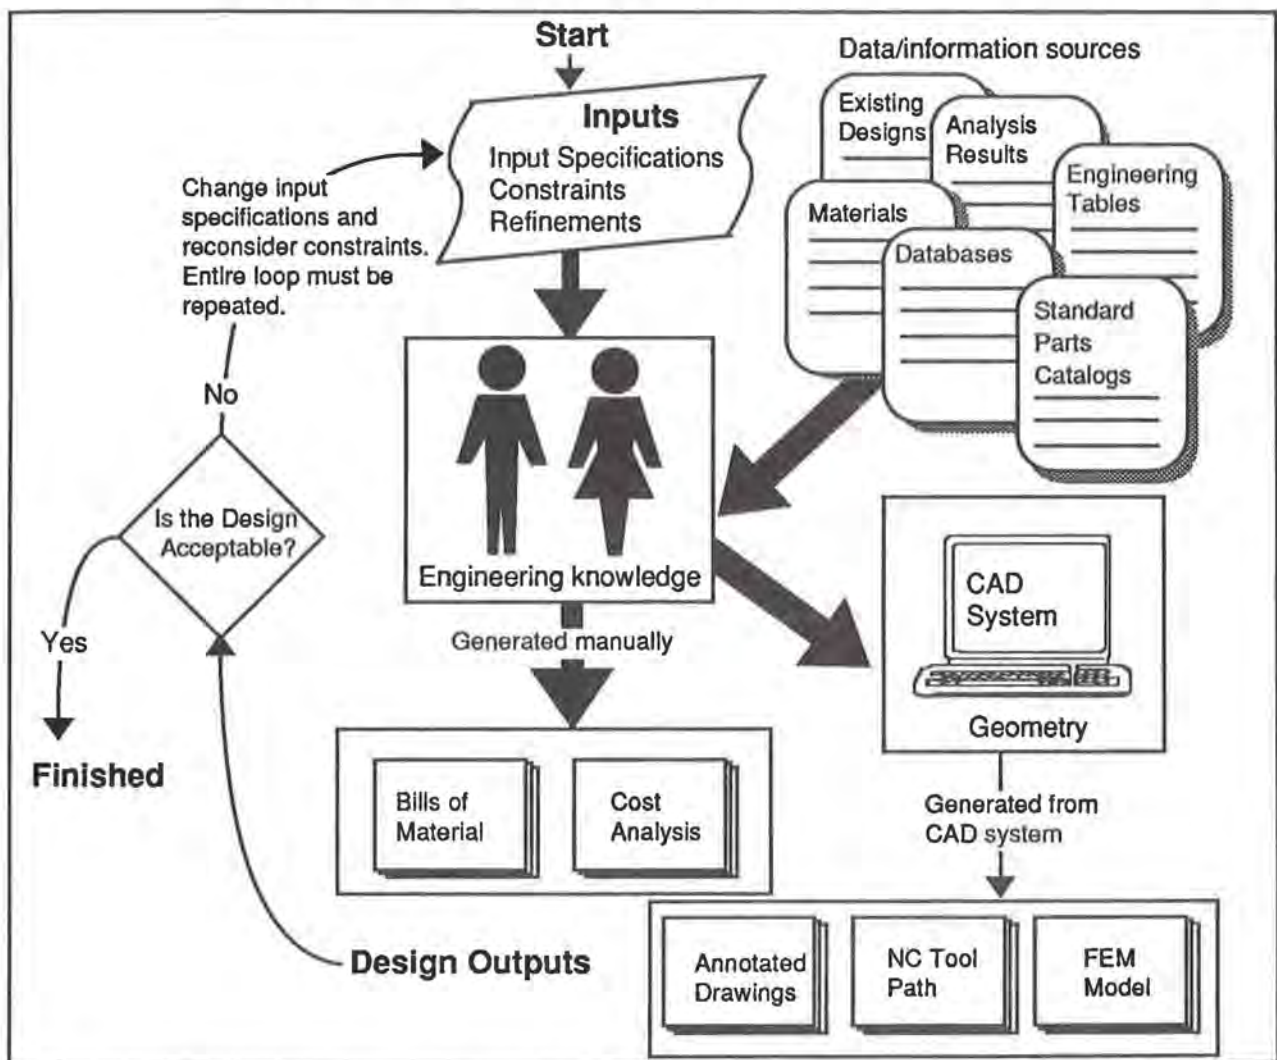 Start
Data/information sources
Inputs
Input Specifications
Constraints
Refinements
Existing
Designs
Analysis
Results
Engineering
Tables
Materials
Databases
Standard
Parts
Catalogs
Change input
specifications and
reconsider constraints.
Entire loop must be
repeated.
No
Is the Design
Acceptable?
Yes
Finished
Engineering knowledge
Generated manually
CAD
System
Geometry
Generated from
CAD system
Bills of
Material
Cost
Analysis
Design Outputs
Annotated
Drawings
NC Tool
Path
FEM
Model